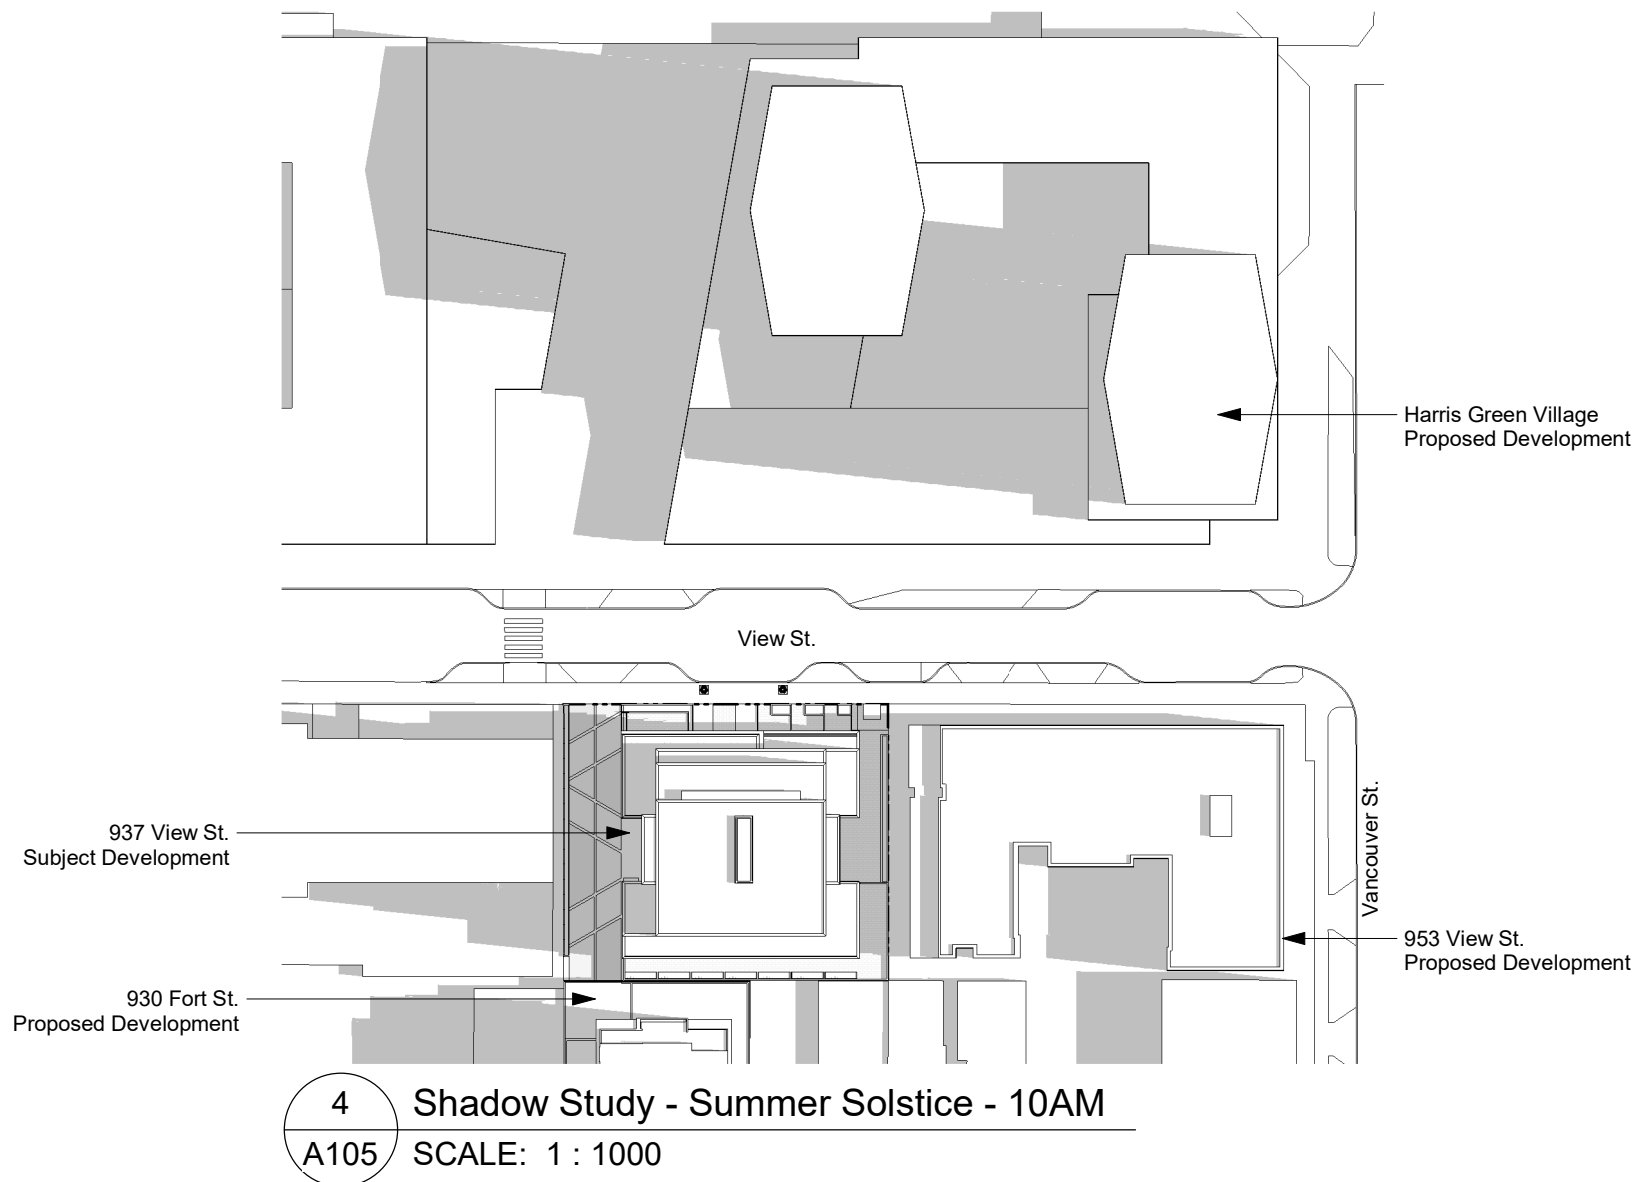 Harris Green Village
Proposed Development
View St.
Vancouver St.
937 View St.
Subject Development
953 View St.
Proposed Development
930 Fort St.
Proposed Development
4
A105
Shadow Study - Summer Solstice - 10AM
SCALE: 1 : 1000